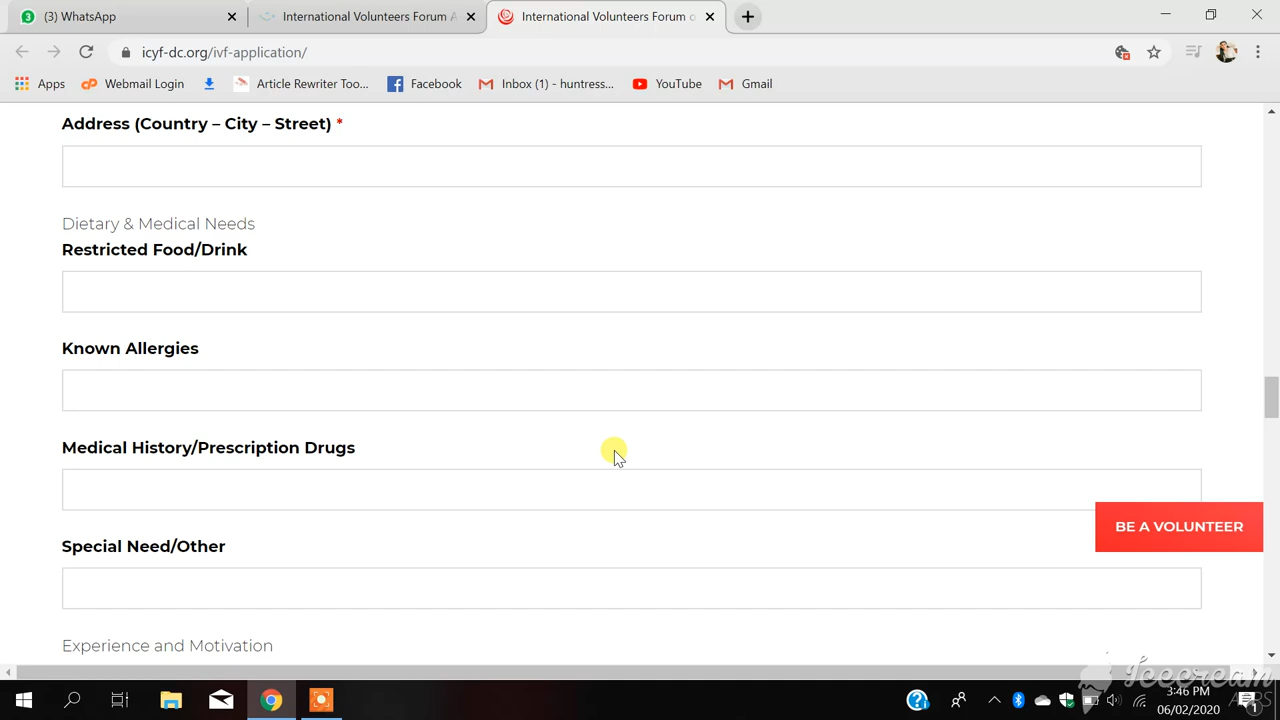 (3) WhatsApp
International Volunteers Forum A
International Volunteers Forum o
icyf-dc.org/ivf-application/
Apps
Webmail Login
Article Rewriter Too...
Facebook
Inbox (1) - huntress...
YouTube
Gmail
Address (Country – City – Street) *
Dietary & Medical Needs
Restricted Food/Drink
Known Allergies
Medical History/Prescription Drugs
BE A VOLUNTEER
Special Need/Other
Experience and Motivation
Icecream
APPS
3:46 PM
06/02/2020